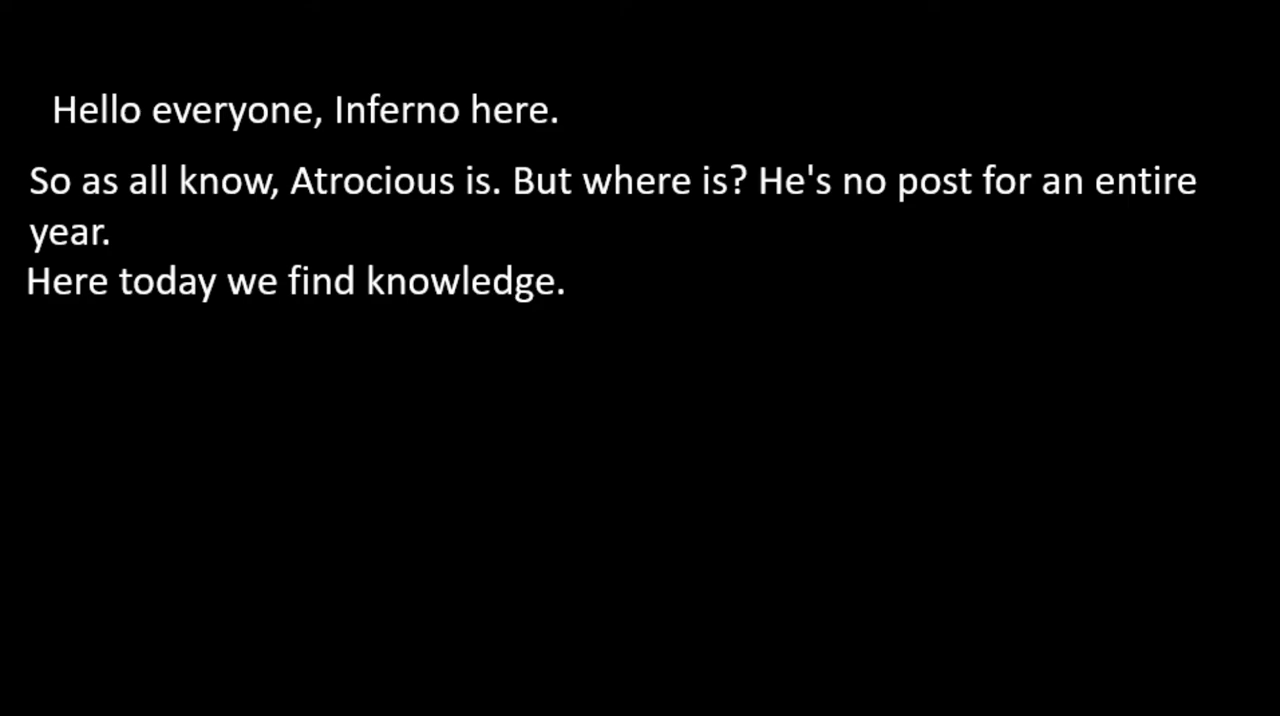 Hello everyone, Inferno here.
So as all know, Atrocious is. But where is? He's no post for an entire
year.
Here today we find knowledge.